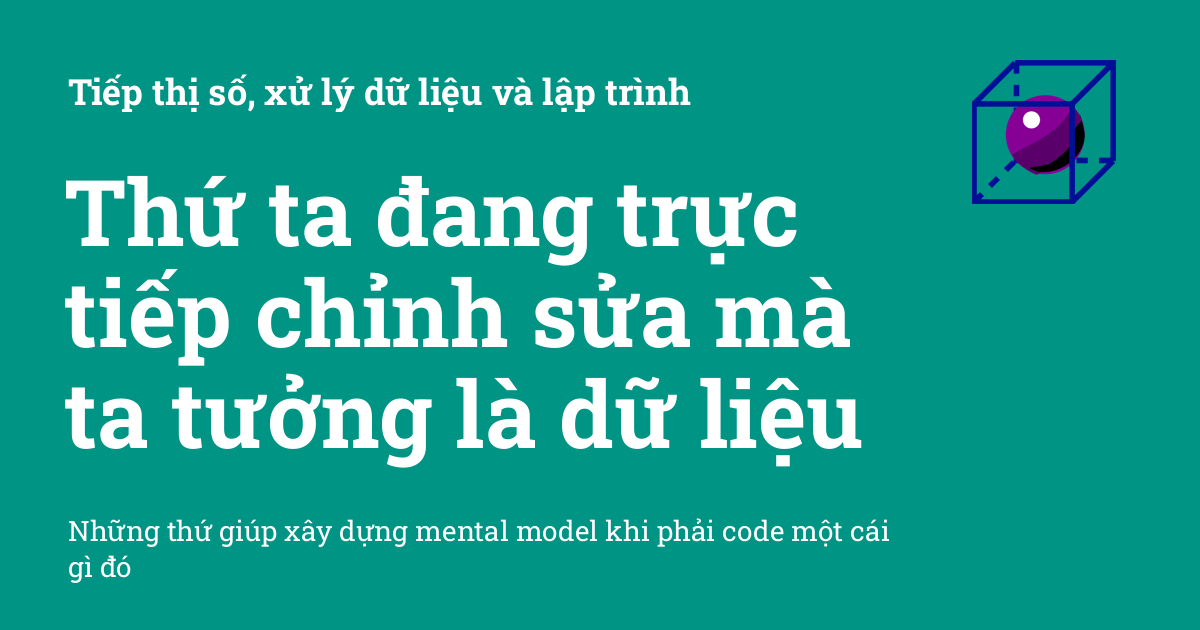 Tiếp thị số, xử lý dữ liệu và lập trình
Thứ ta đang trực
tiếp chỉnh sửa mà
ta tưởng là dữ liệu
Những thứ giúp xây dựng mental model khi phải code một cái
gì đó